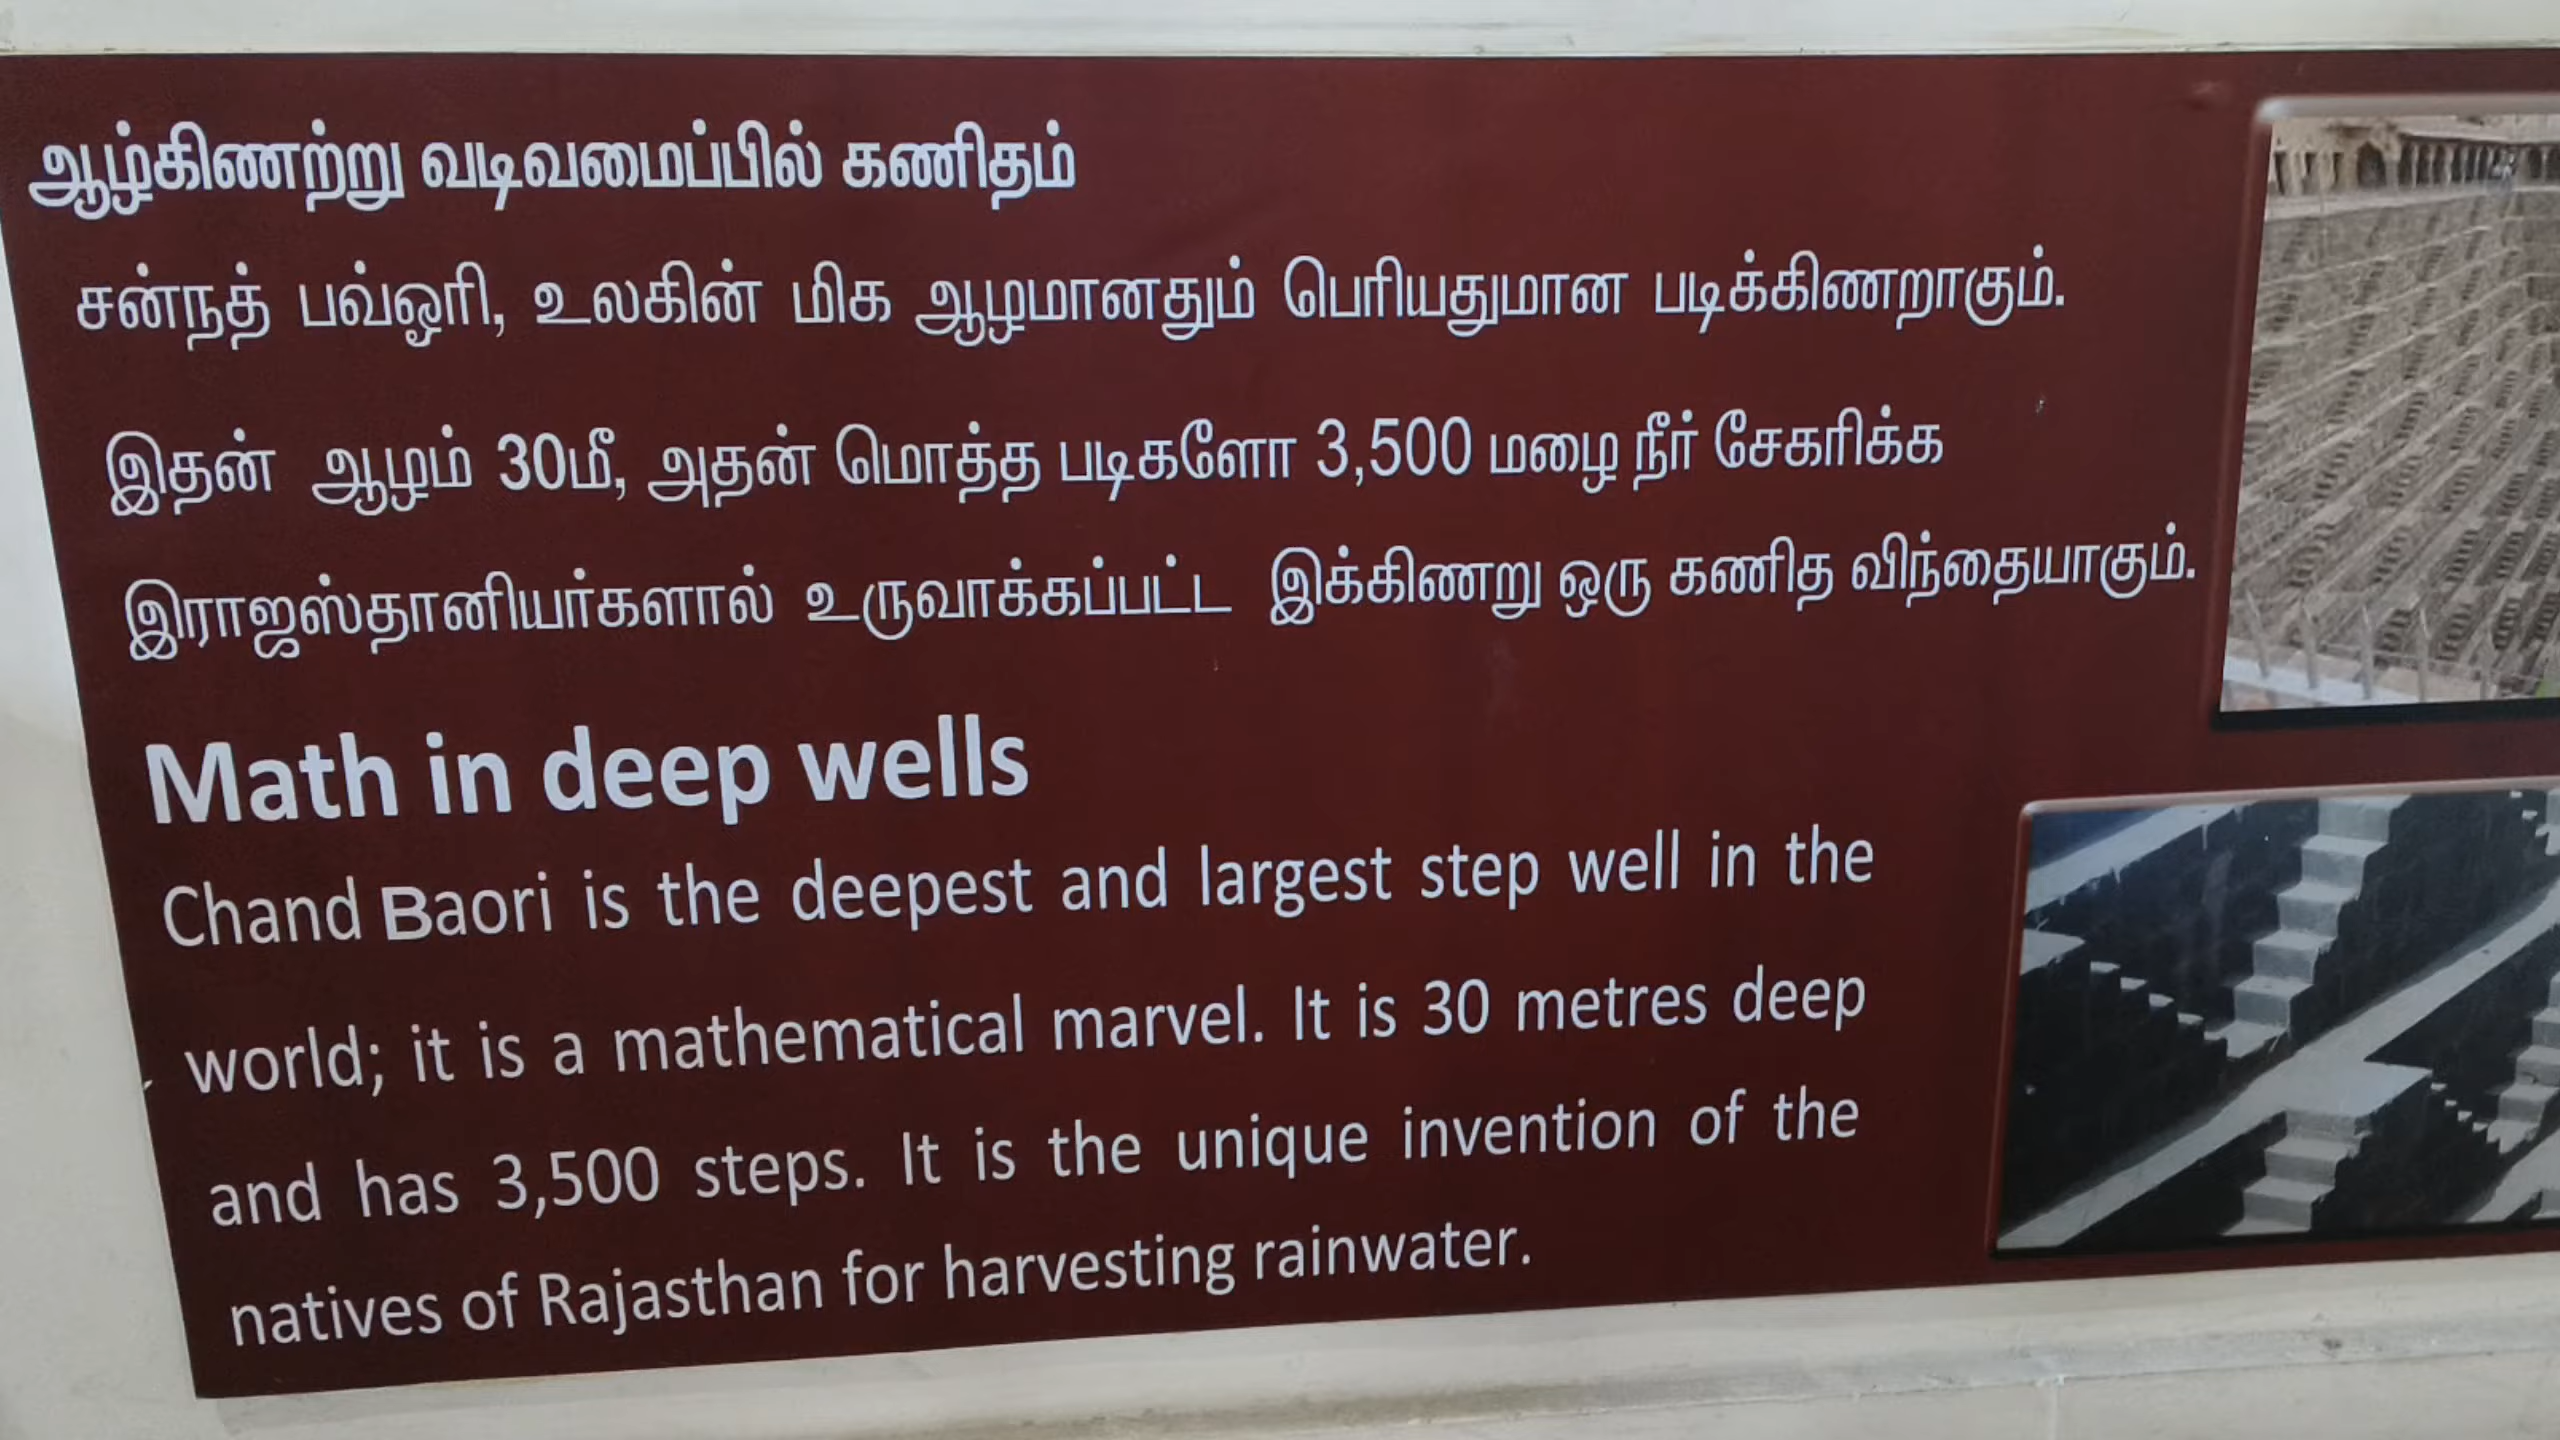 ஆழ்கிணற்று வடிவமைப்பில் கணிதம்
சன்நத் பவ்ஓரி, உலகின் மிக ஆழமானதும் பெரியதுமான படிக்கிணறாகும்.
இதன் ஆழம் 30மீ, அதன் மொத்த படிகளோ 3,500 மழை நீர் சேகரிக்க
இராஜஸ்தானியர்களால் உருவாக்கப்பட்ட இக்கிணறு ஒரு கணித விந்தையாகும்.
Math in deep wells
Chand Baori is the deepest and largest step well in the
world; it is a mathematical marvel. It is 30 metres deep
and has 3,500 steps. It is the unique invention of the
natives of Rajasthan for harvesting rainwater.